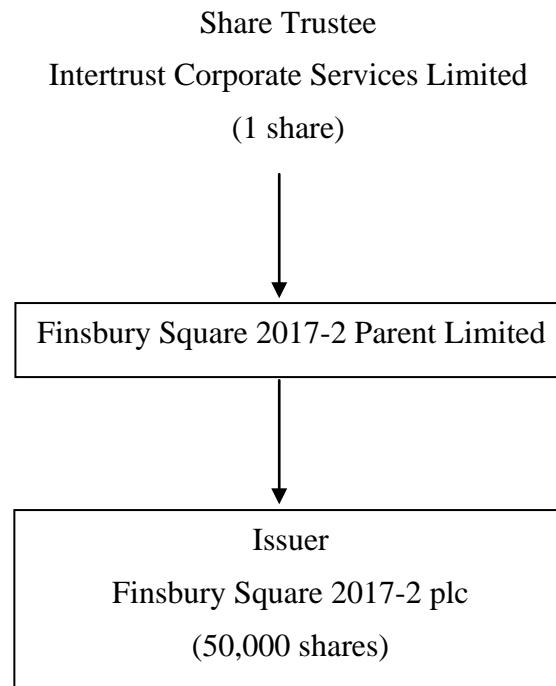 Share Trustee
Intertrust Corporate Services Limited
(1 share)
Finsbury Square 2017-2 Parent Limited
Issuer
Finsbury Square 2017-2 plc
(50,000 shares)